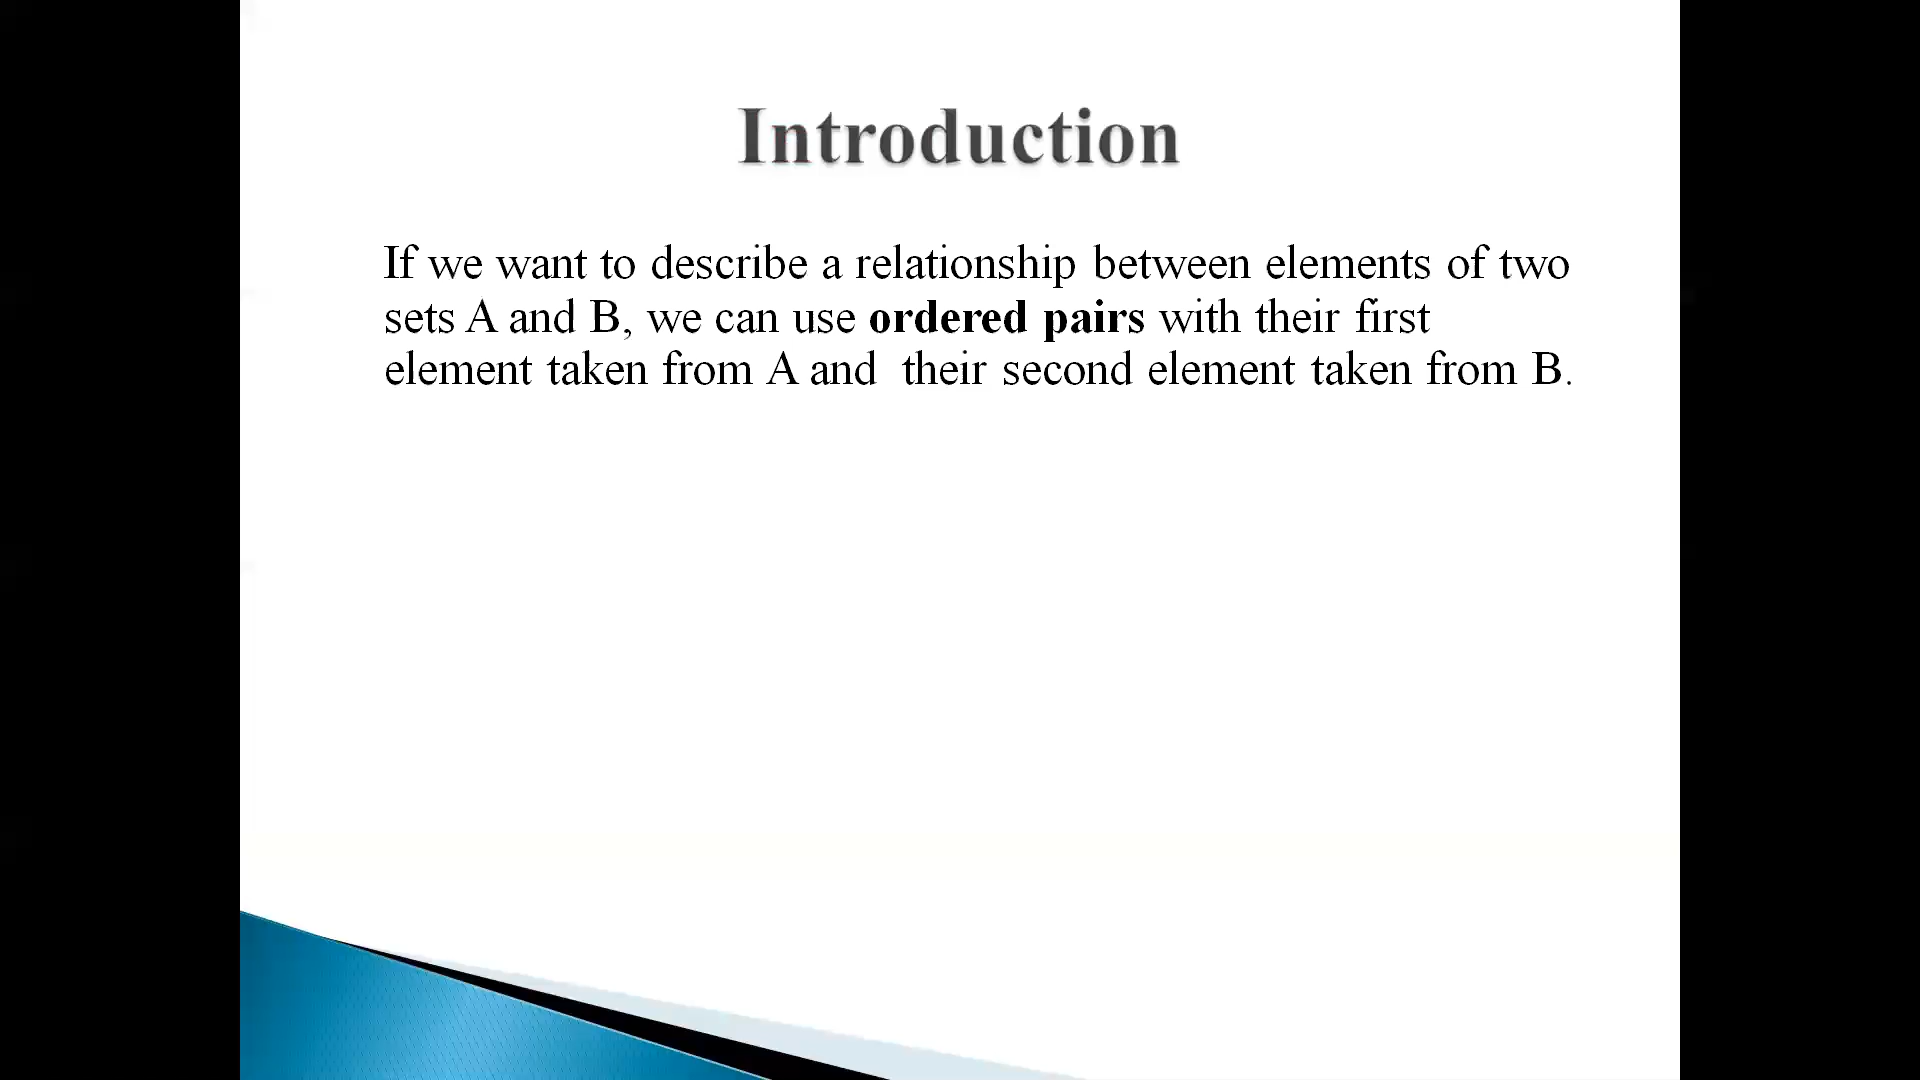 Introduction
If we want to describe a relationship between elements of two
sets A and B, we can use ordered pairs with their first
element taken from A and their second element taken from B.